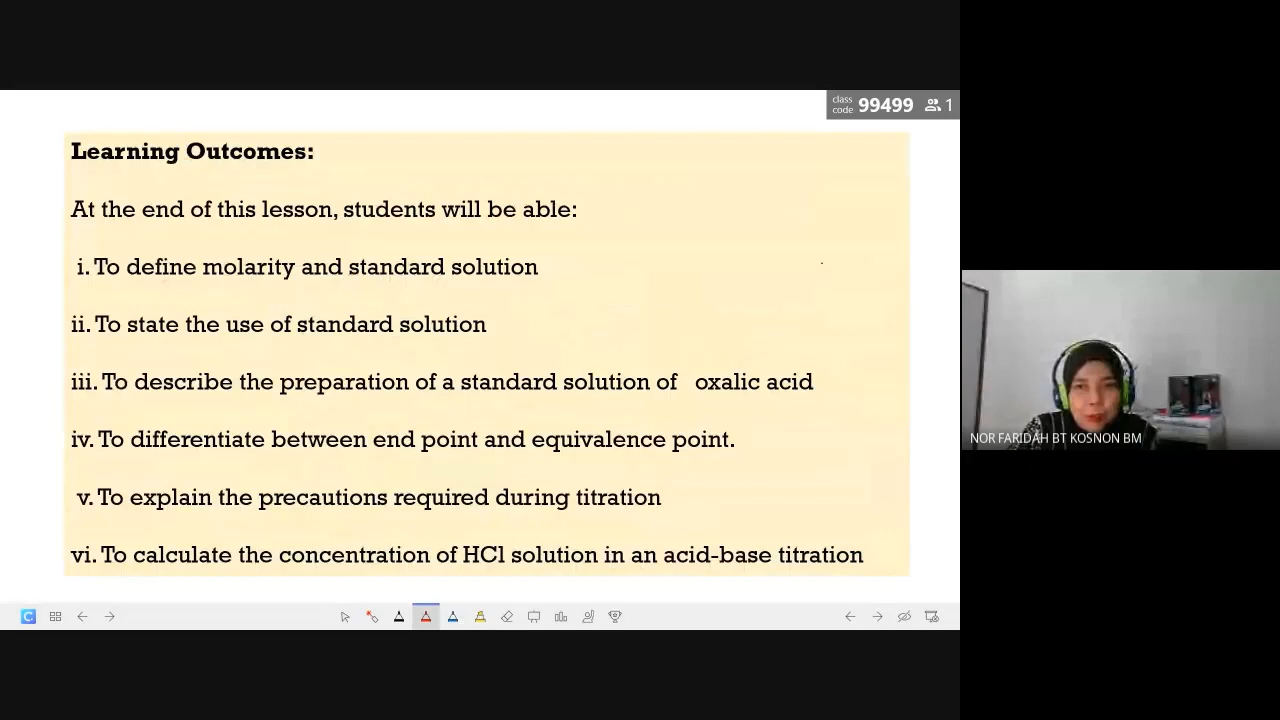 class
code 99499 1
Learning Outcomes:
At the end of this lesson, students will be able:
i. To define molarity and standard solution
ii. To state the use of standard solution
iii. To describe the preparation of a standard solution of oxalic acid
iv. To differentiate between end point and equivalence point.
v. To explain the precautions required during titration
vi. To calculate the concentration of HCl solution in an acid-base titration
NOR FARIDAH BT KOSNON BM
C